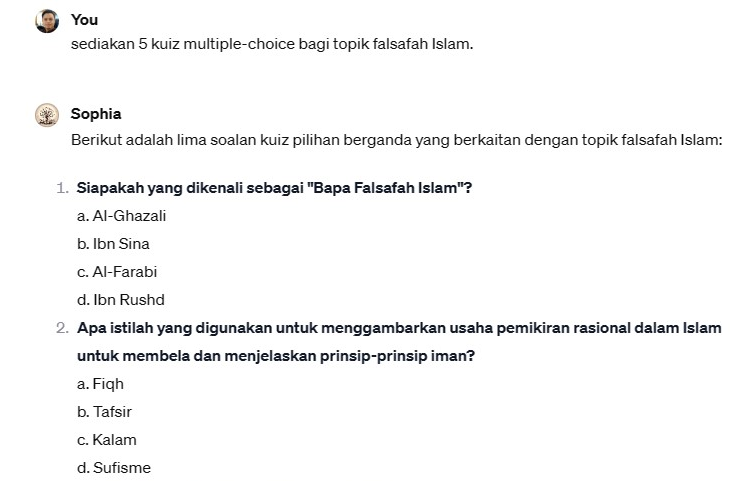 You
sediakan 5 kuiz multiple-choice bagi topik falsafah Islam.
Sophia
Berikut adalah lima soalan kuiz pilihan berganda yang berkaitan dengan topik falsafah Islam:
1. Siapakah yang dikenali sebagai "Bapa Falsafah Islam"?
a. Al-Ghazali
b. Ibn Sina
c. Al-Farabi
d. Ibn Rushd
2. Apa istilah yang digunakan untuk menggambarkan usaha pemikiran rasional dalam Islam
untuk membela dan menjelaskan prinsip-prinsip iman?
a. Fiqh
b. Tafsir
c. Kalam
d. Sufisme